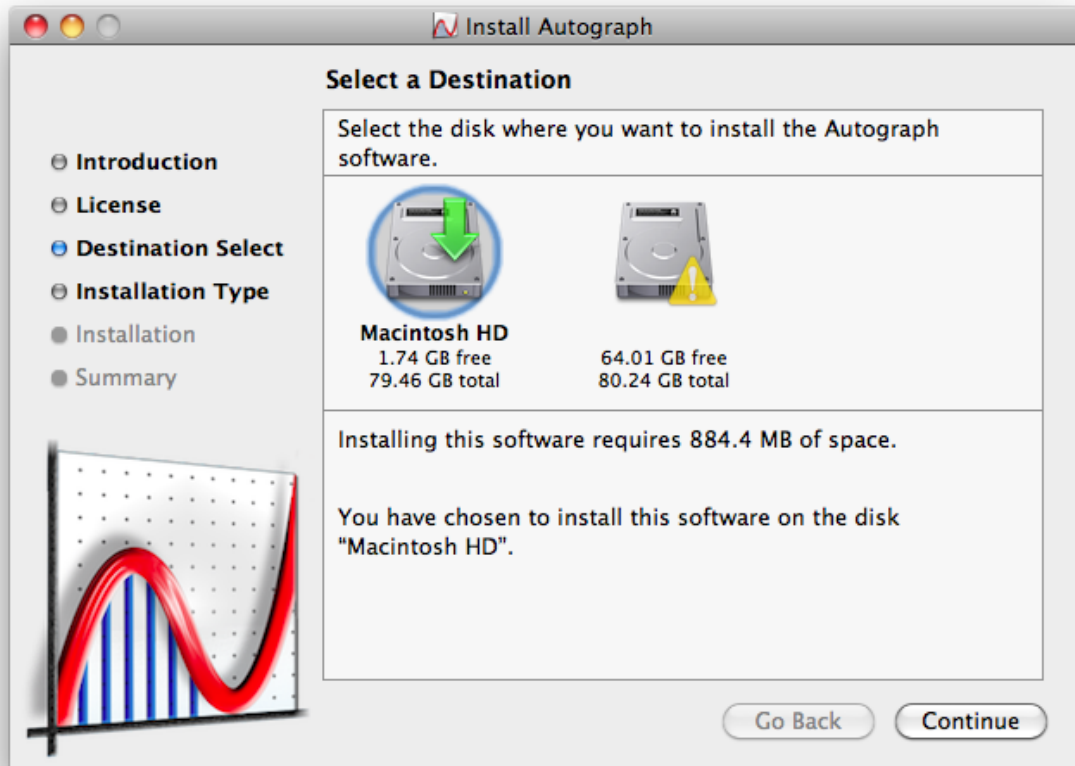 Install Autograph
Select a Destination
Introduction
License
Destination Select
Installation Type
Installation
Summary
Select the disk where you want to install the Autograph
software.
Macintosh HD
1.74 GB free
79.46 GB total
64.01 GB free
80.24 GB total
Installing this software requires 884.4 MB of space.
You have chosen to install this software on the disk
“Macintosh HD”.
Go Back
Continue